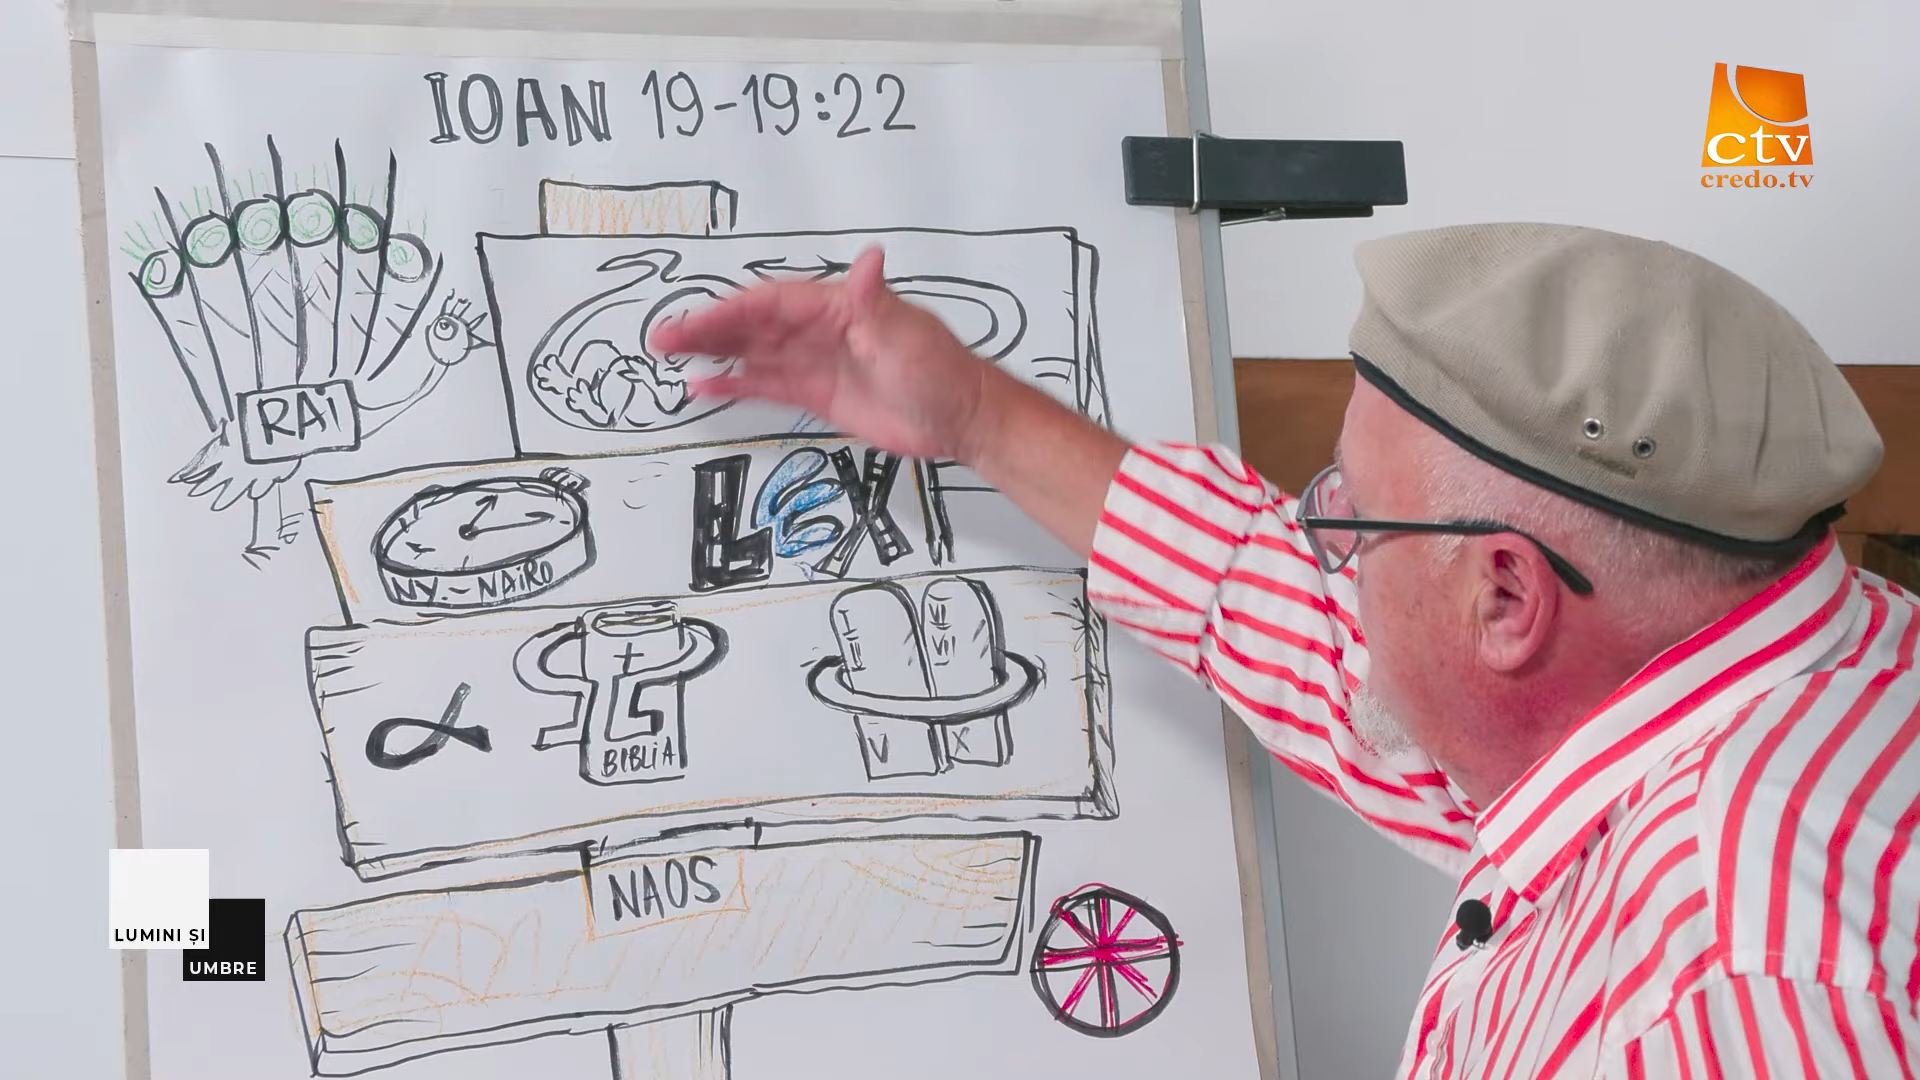 IOAN 19-19:22
ctv
credo.tv
RAi
LEX
NY.- NAiRO
I
II
VI
VII
BIBLiA
V
X
NAOS
LUMINI ȘI
UMBRE